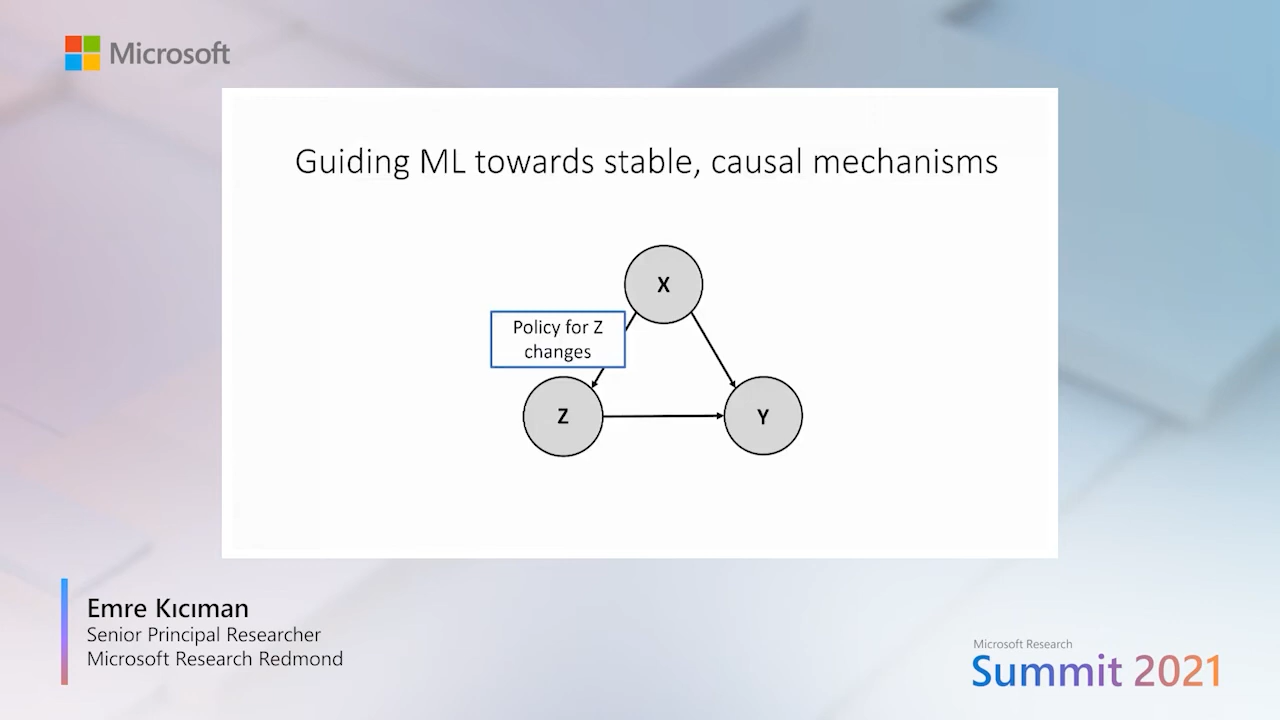 Microsoft
Guiding ML towards stable, causal mechanisms
X
Policy for Z
changes
Z
Y
Emre Kıcıman
Senior Principal Researcher
Microsoft Research Redmond
Microsoft Research
Summit 2021